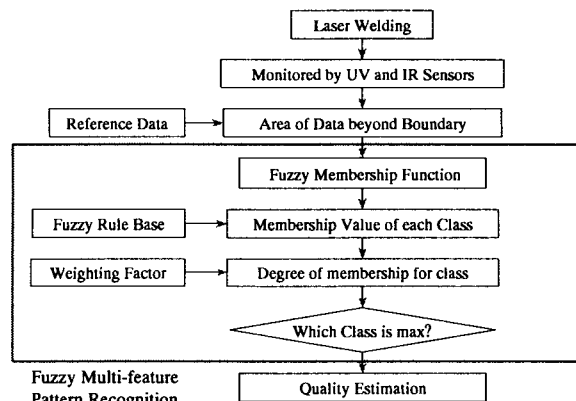 Laser Welding
Monitored by UV and IR Sensors
Reference Data
Area of Data beyond Boundary
Fuzzy Membership Function
Fuzzy Rule Base
Membership Value of each Class
Weighting Factor
Degree of membership for class
Which Class is max?
Fuzzy Multi-feature
Pattern Recognition
Quality Estimation